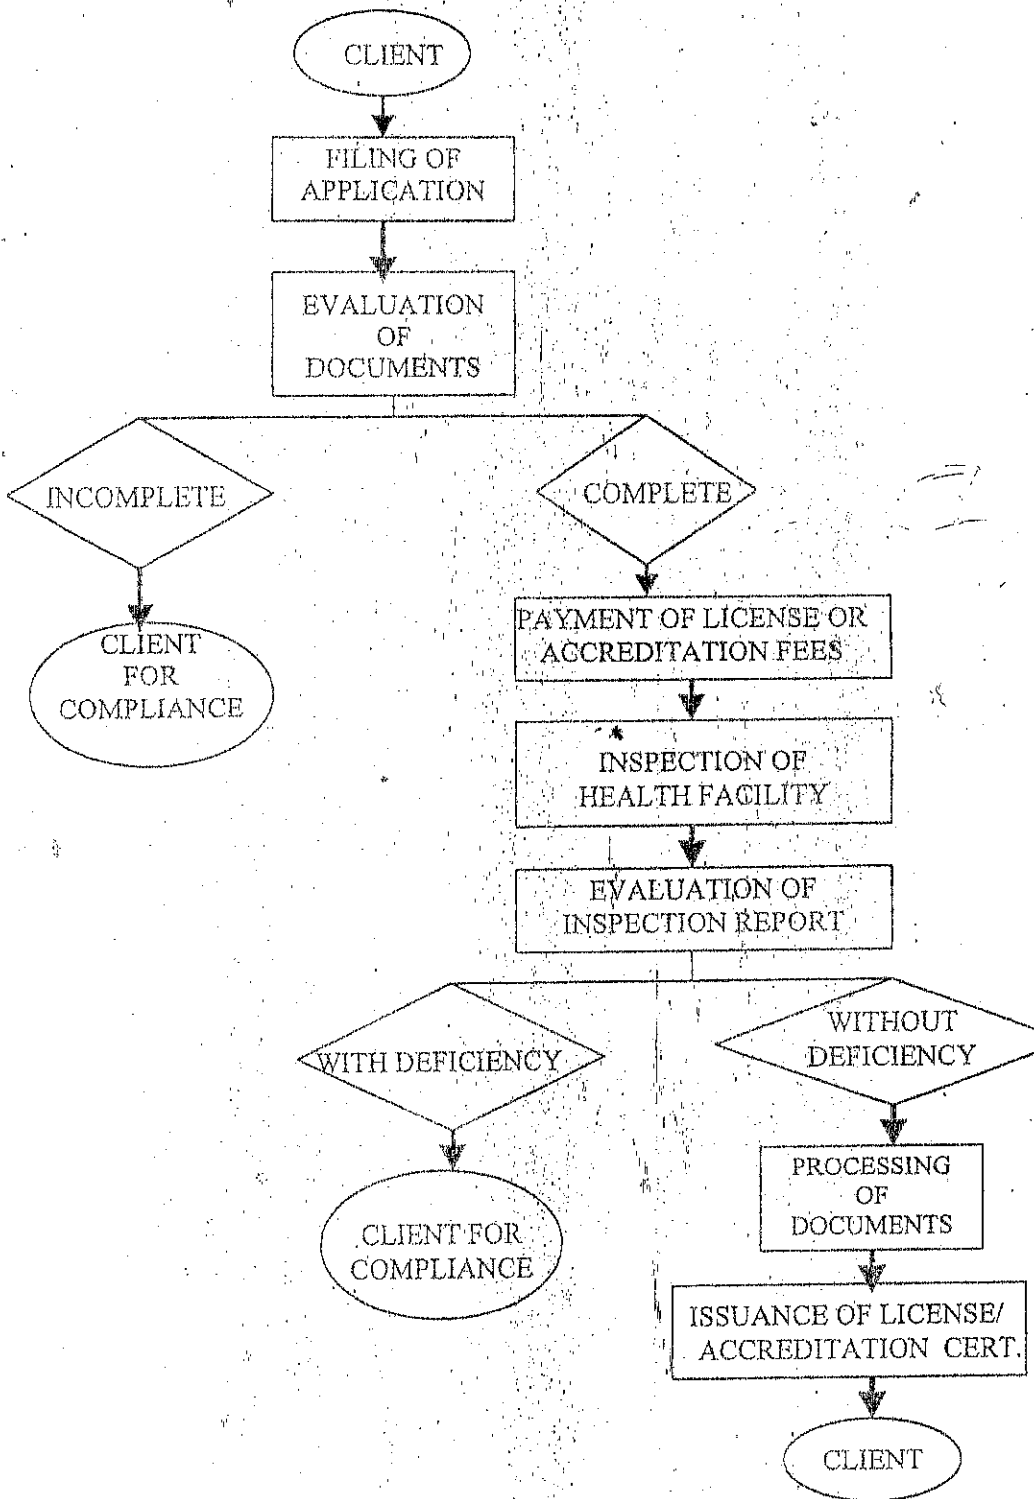 CLIENT
FILING OF
APPLICATION
EVALUATION
OF
DOCUMENTS
INCOMPLETE
COMPLETE
CLIENT
FOR
COMPLIANCE
PAYMENT OF LICENSE OR
ACCREDITATION FEES
INSPECTION OF
HEALTH FACILITY
EVALUATION OF
INSPECTION REPORT
WITH DEFICIENCY
WITHOUT
DEFICIENCY
CLIENT FOR
COMPLIANCE
PROCESSING
OF
DOCUMENTS
ISSUANCE OF LICENSE/
ACCREDITATION CERT.
CLIENT